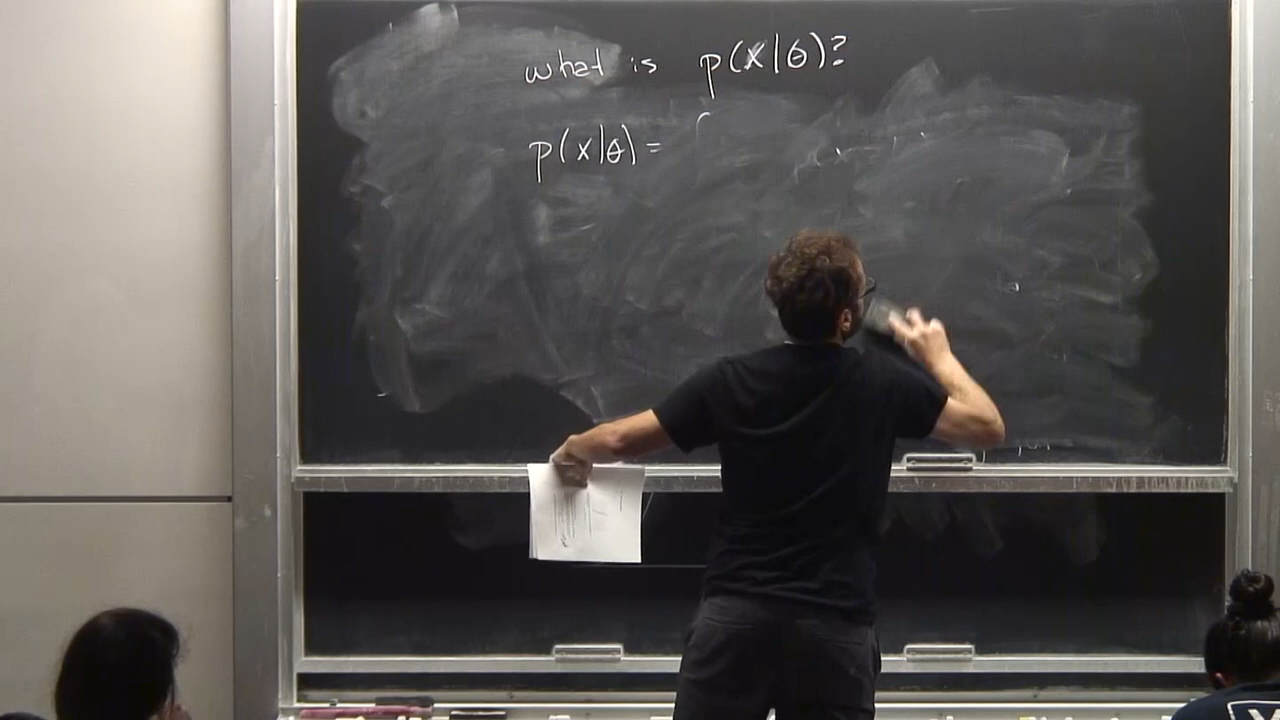 what is p(x|θ)?
p(x|θ) =